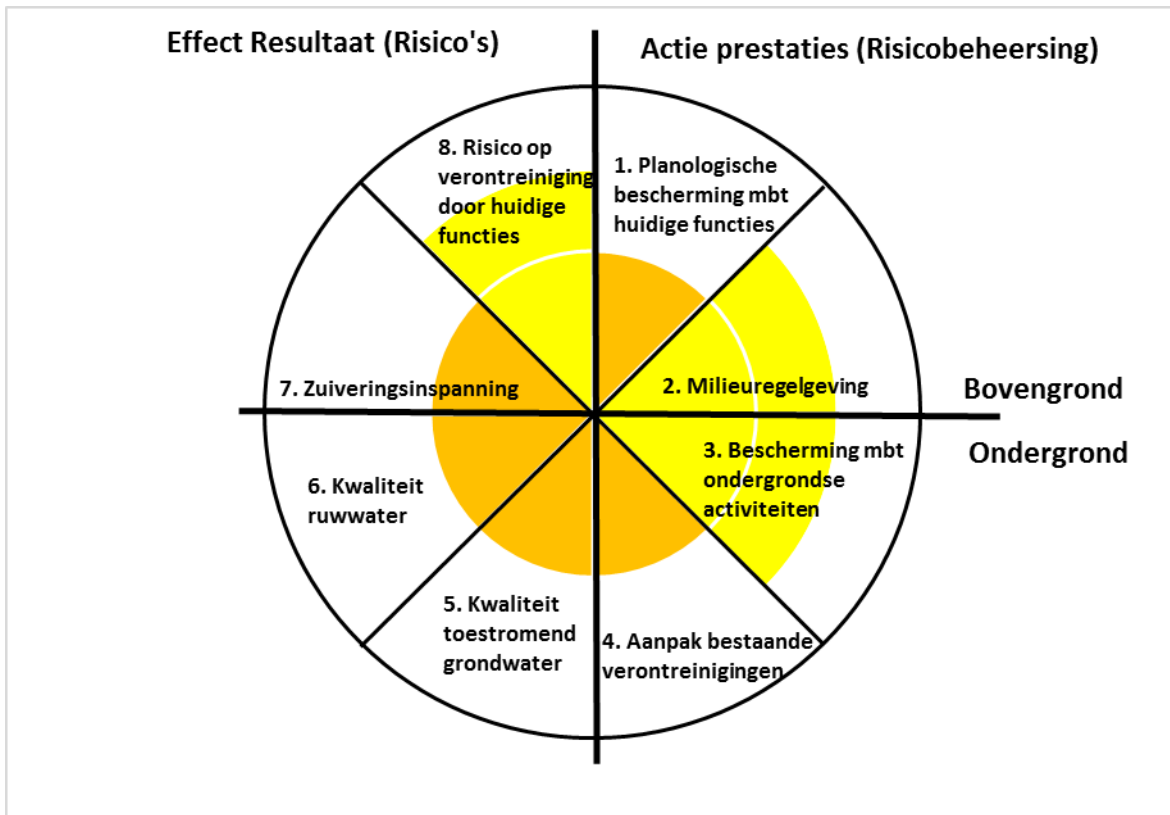 Effect Resultaat (Risico's)
Actie prestaties (Risicobeheersing)
8. Risico op
verontreiniging
door huidige
functies
1. Planologische
bescherming mbt
huidige functies
7. Zuiveringsinspanning
2. Milieuregelgeving
Bovengrond
Ondergrond
3. Bescherming mbt
ondergrondse
activiteiten
6. Kwaliteit
ruwwater
5. Kwaliteit
toestromend
grondwater
4. Aanpak bestaande
verontreinigingen